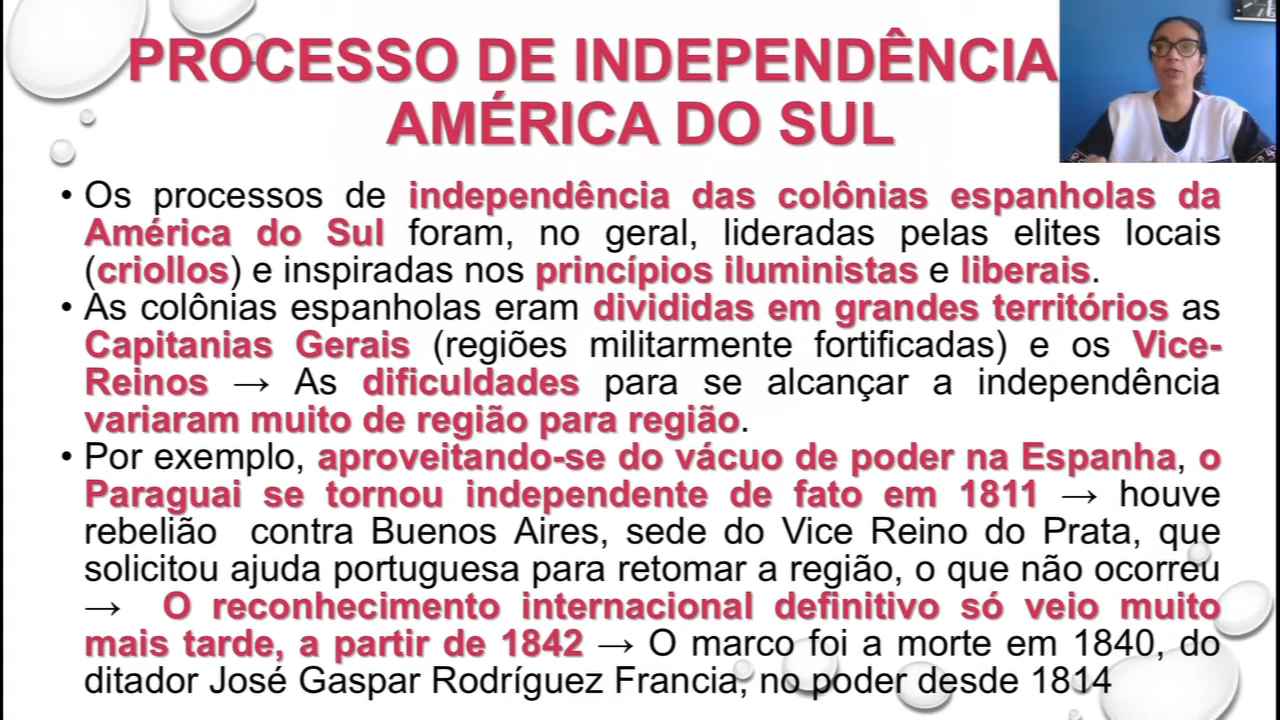 PROCESSO DE INDEPENDÊNCIA
AMÉRICA DO SUL
• Os processos de independência das colônias espanholas da
América do Sul foram, no geral, lideradas pelas elites locais
(criollos) e inspiradas nos princípios iluministas e liberais.
• As colônias espanholas eram divididas em grandes territórios as
Capitanias Gerais (regiões militarmente fortificadas) e os Vice-
Reinos → As dificuldades para se alcançar a independência
variaram muito de região para região.
• Por exemplo, aproveitando-se do vácuo de poder na Espanha, o
Paraguai se tornou independente de fato em 1811 → houve
rebelião contra Buenos Aires, sede do Vice Reino do Prata, que
solicitou ajuda portuguesa para retomar a região, o que não ocorreu
→ O reconhecimento internacional definitivo só veio muito
mais tarde, a partir de 1842 → O marco foi a morte em 1840, do
ditador José Gaspar Rodríguez Francia, no poder desde 1814